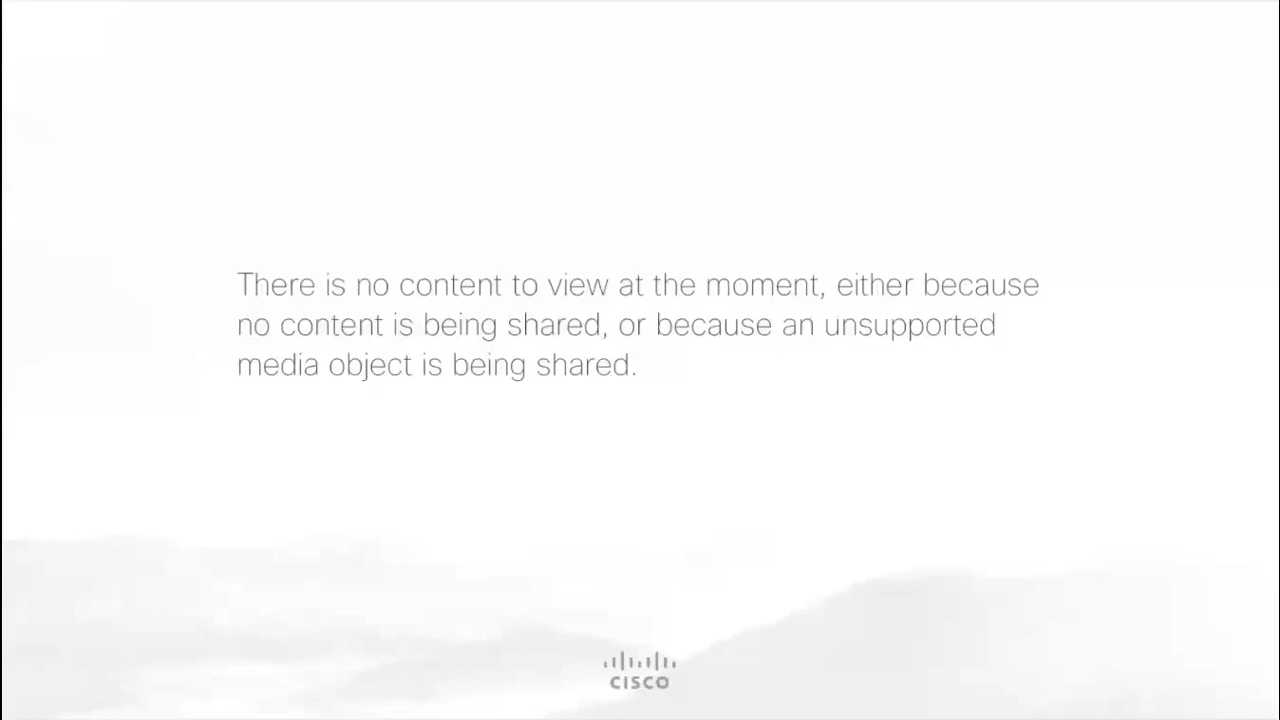 There is no content to view at the moment, either because
no content is being shared, or because an unsupported
media object is being shared.
CISCO